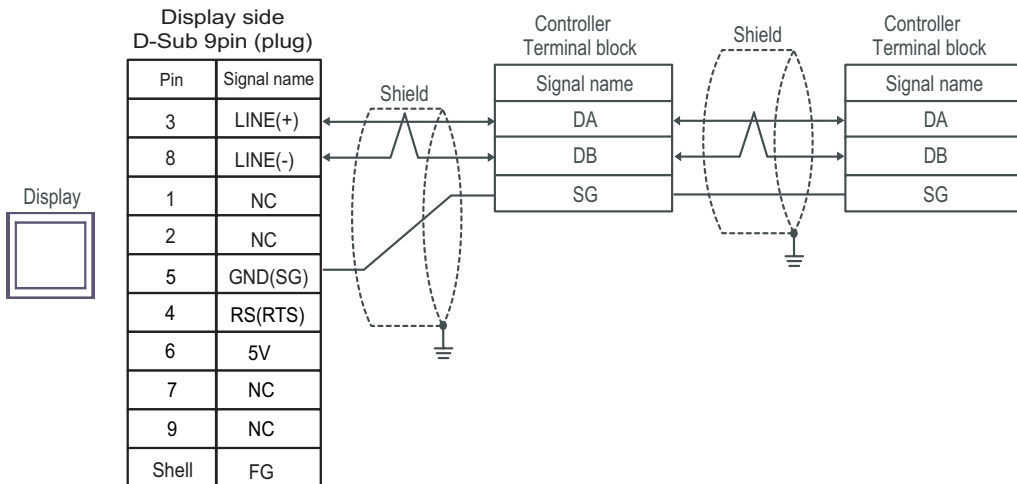 Display side
D-Sub 9pin (plug)
Pin Signal name
3 LINE(+)
8 LINE(-)
1 NC
2 NC
5 GND(SG)
4 RS(RTS)
6 5V
7 NC
9 NC
Shell FG
Display
Shield
Controller
Terminal block
Signal name
DA
DB
SG
Shield
Controller
Terminal block
Signal name
DA
DB
SG